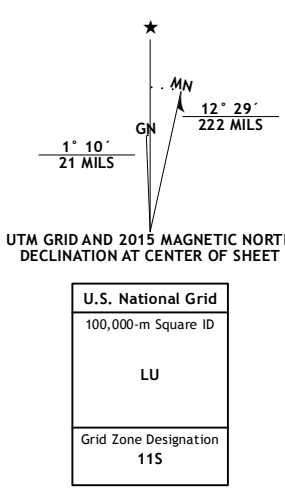 ★
MN
GN
12° 29´
222 MILS
1° 10´
21 MILS
UTM GRID AND 2015 MAGNETIC NORT
DECLINATION AT CENTER OF SHEET
U.S. National Grid
100,000-m Square ID
LU
Grid Zone Designation
11S